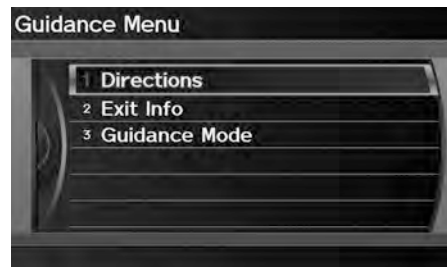 Guidance Menu
1 Directions
2 Exit Info
3 Guidance Mode